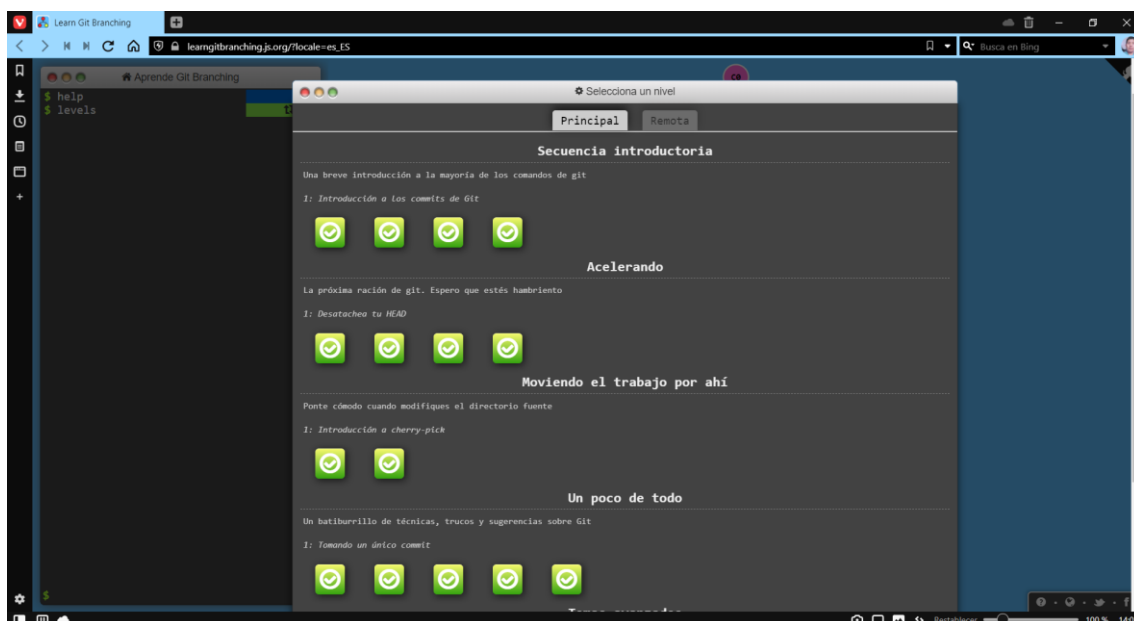 Learn Git Branching
learngitbranching.js.org/?locale=es_ES
Busca en Bing
Aprende Git Branching
$ help
$ levels
$
C0
Selecciona un nivel
Principal
Remota
Secuencia introductoria
Una breve introducción a la mayoría de los comandos de git
1: Introducción a los commits de Git
Acelerando
La próxima ración de git. Espero que estés hambriento
1: Desatachea tu HEAD
Moviendo el trabajo por ahí
Ponte cómodo cuando modifiques el directorio fuente
1: Introducción a cherry-pick
Un poco de todo
Un batiburrillo de técnicas, trucos y sugerencias sobre Git
1: Tomando un único commit
Temas avanzados
Restablecer
100 %